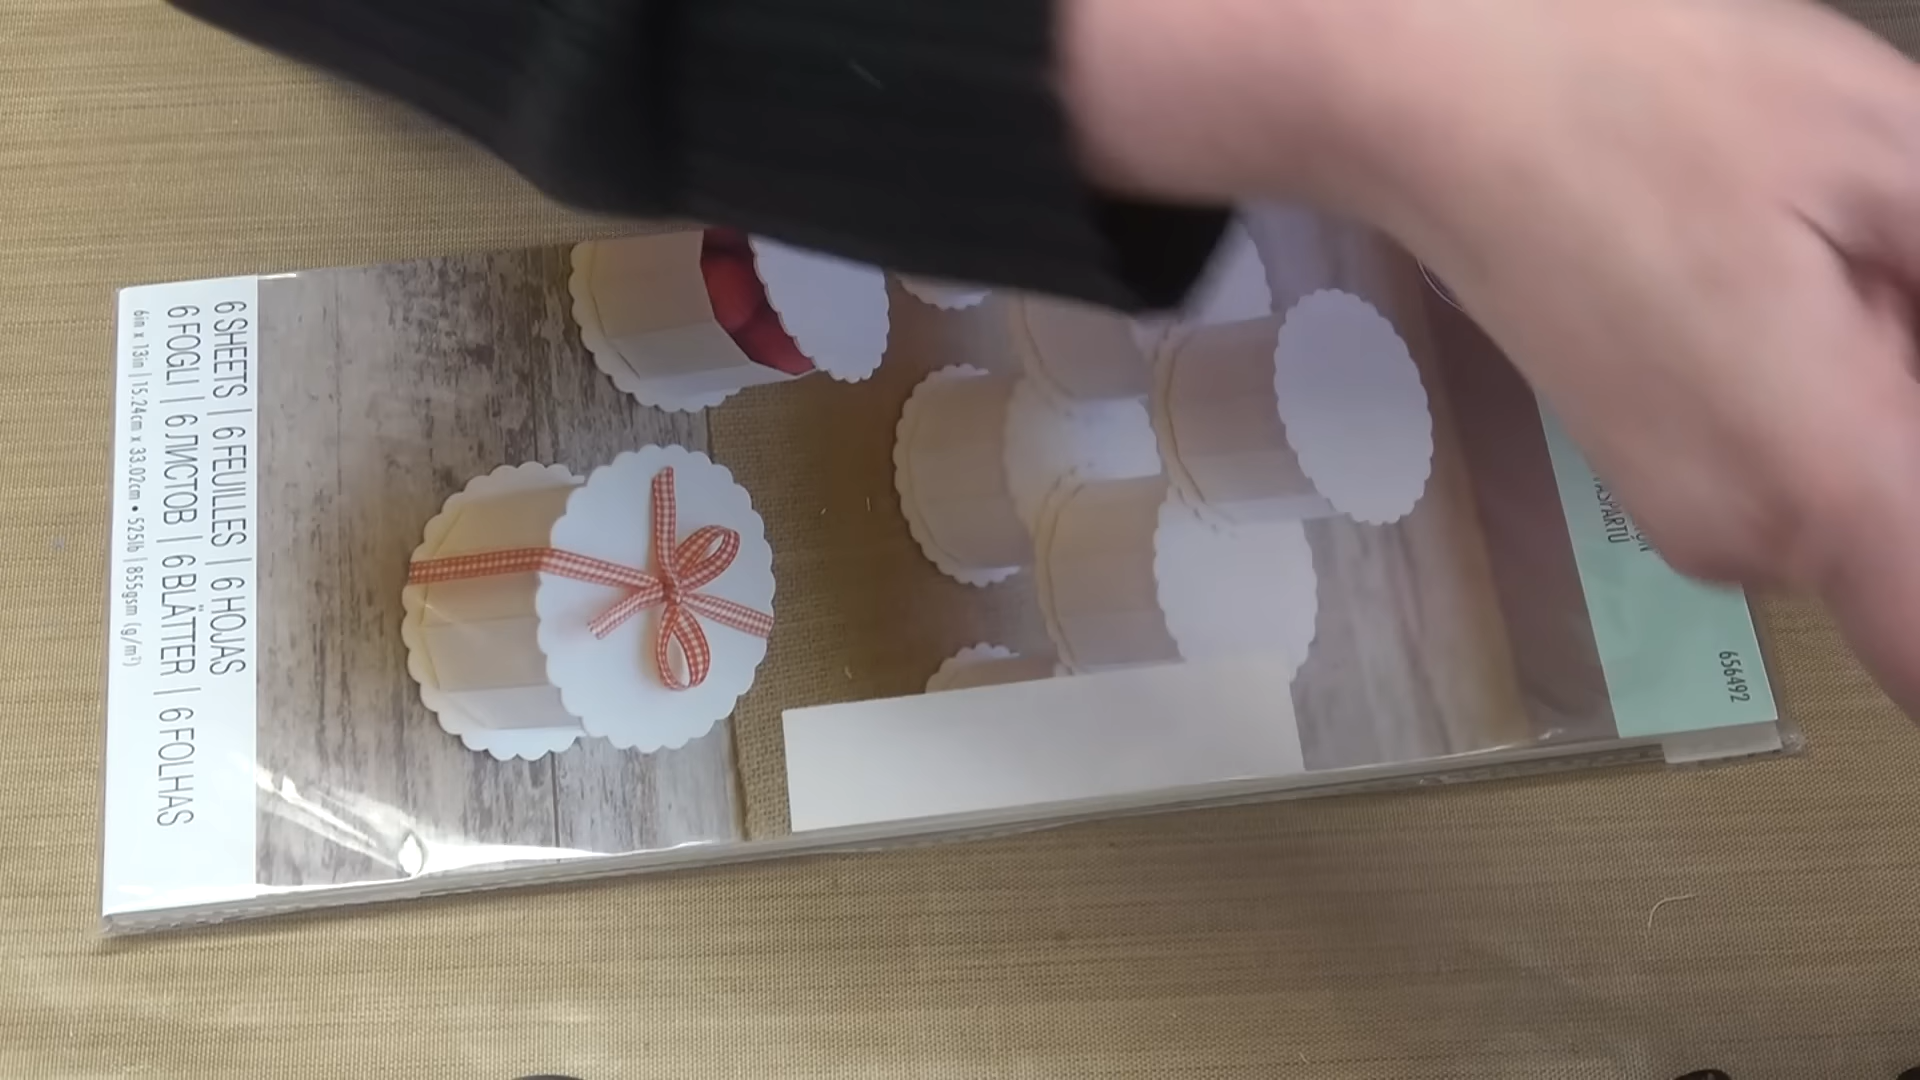 PASPARTÚ
656492
6 SHEETS | 6 FEUILLES | 6 HOJAS
6 FOGLI | 6 ЛИСТОВ | 6 BLÄTTER | 6 FOLHAS
6in x 13in | 15.24cm x 33.02cm • 525lb | 855gsm (g/m²)